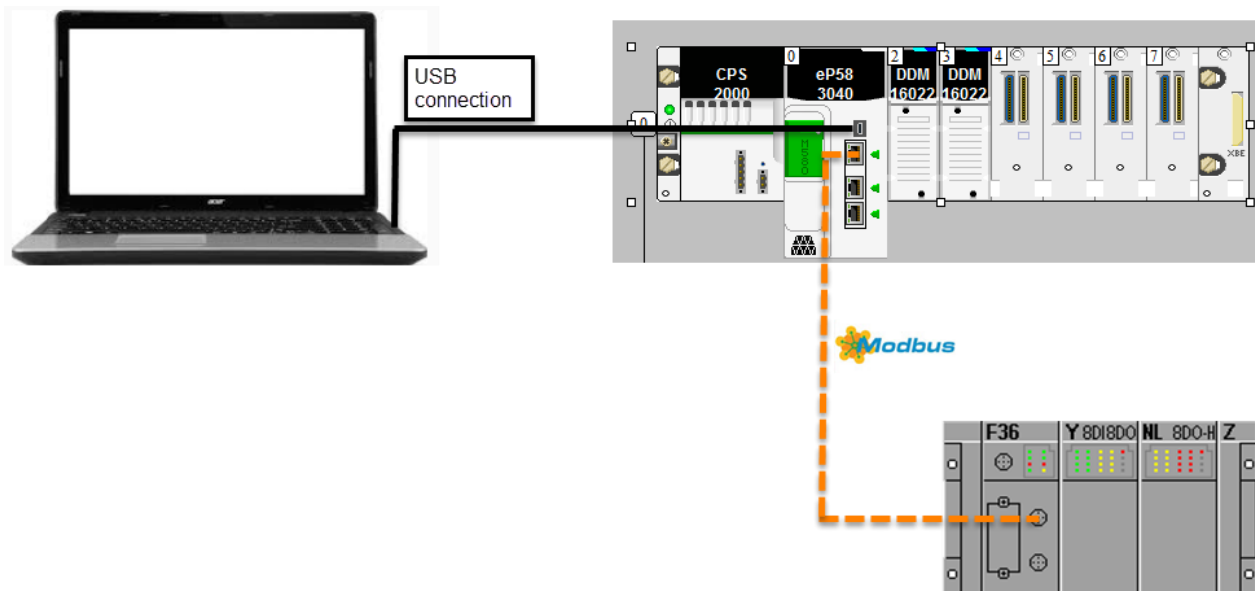 USB
connection
acer
0
CPS
2000
0
eP58
3040
2
DDM
16022
3
DDM
16022
4
5
6
7
XBE
Modbus
F36
Y 8DI8DO
NL 8DO-H
Z